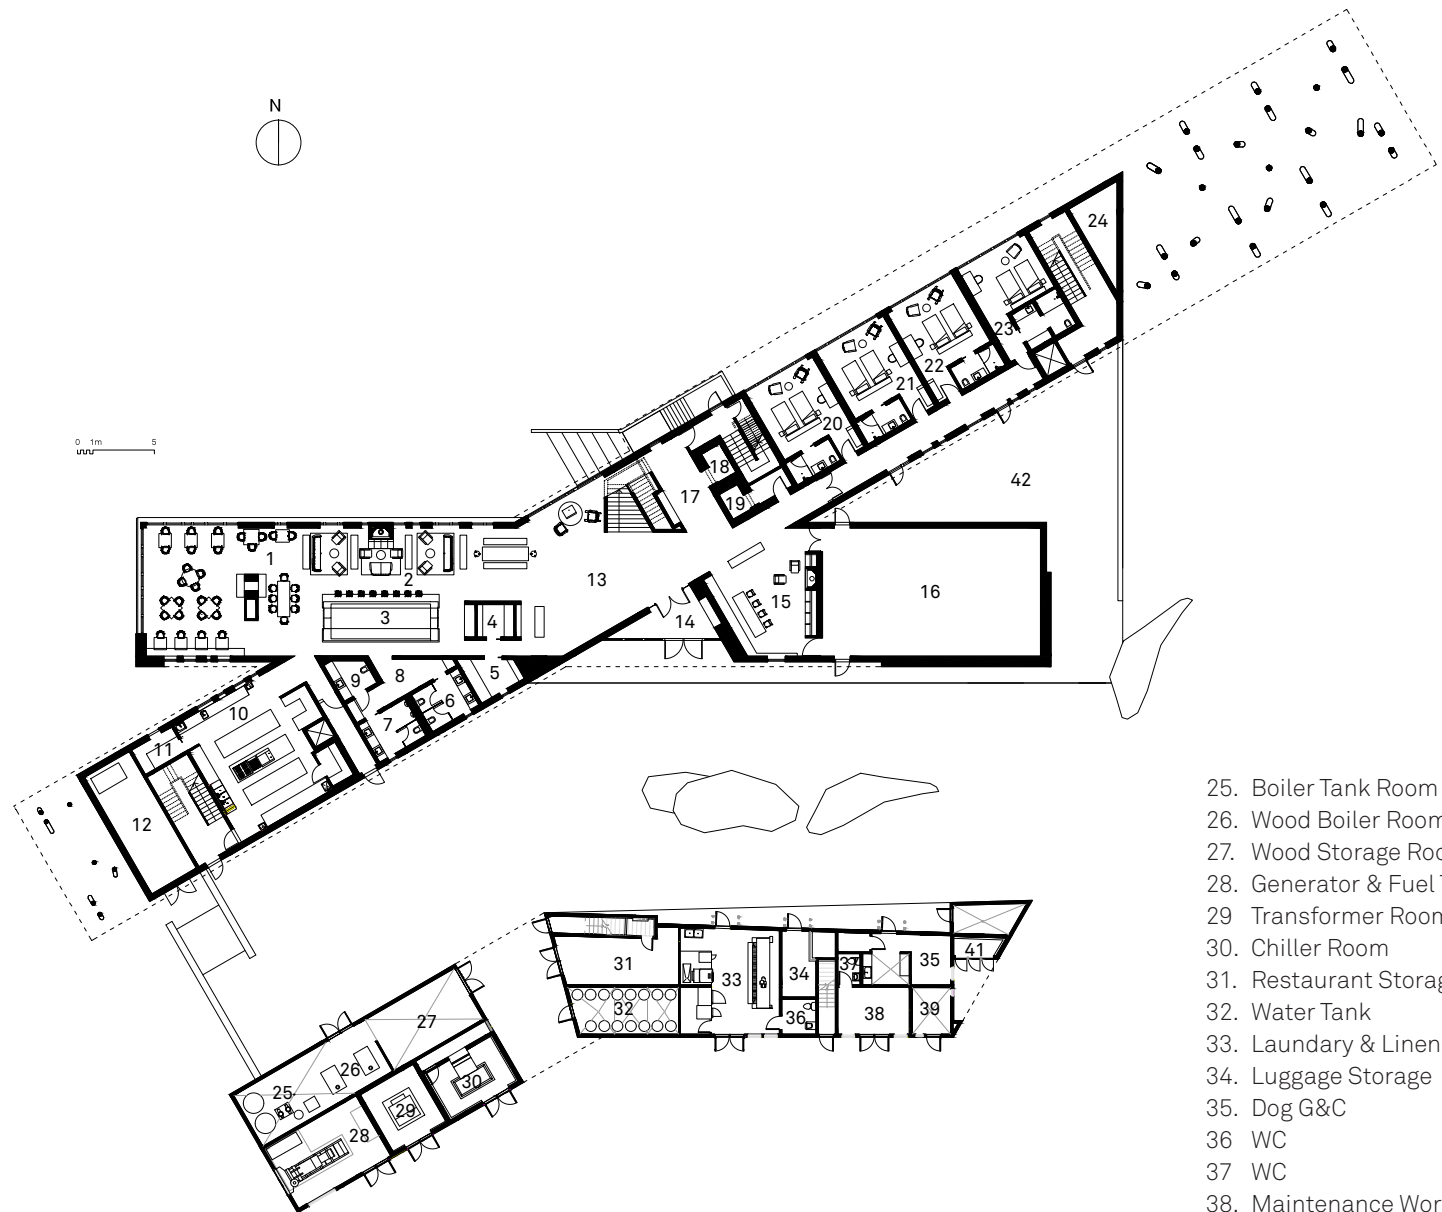 N
0 1m 5
24
23
22
21
20
42
18
17
19
1
2
13
3
4
15
16
14
9
8
5
6
7
10
11
12
31
32
33
34
35
36
37
38
39
41
27
26
25
30
29
28
25. Boiler Tank Room
26. Wood Boiler Room
27. Wood Storage Roo
28. Generator & Fuel T
29 Transformer Room
30. Chiller Room
31. Restaurant Storag
32. Water Tank
33. Laundary & Linen
34. Luggage Storage
35. Dog G&C
36 WC
37 WC
38. Maintenance Wor